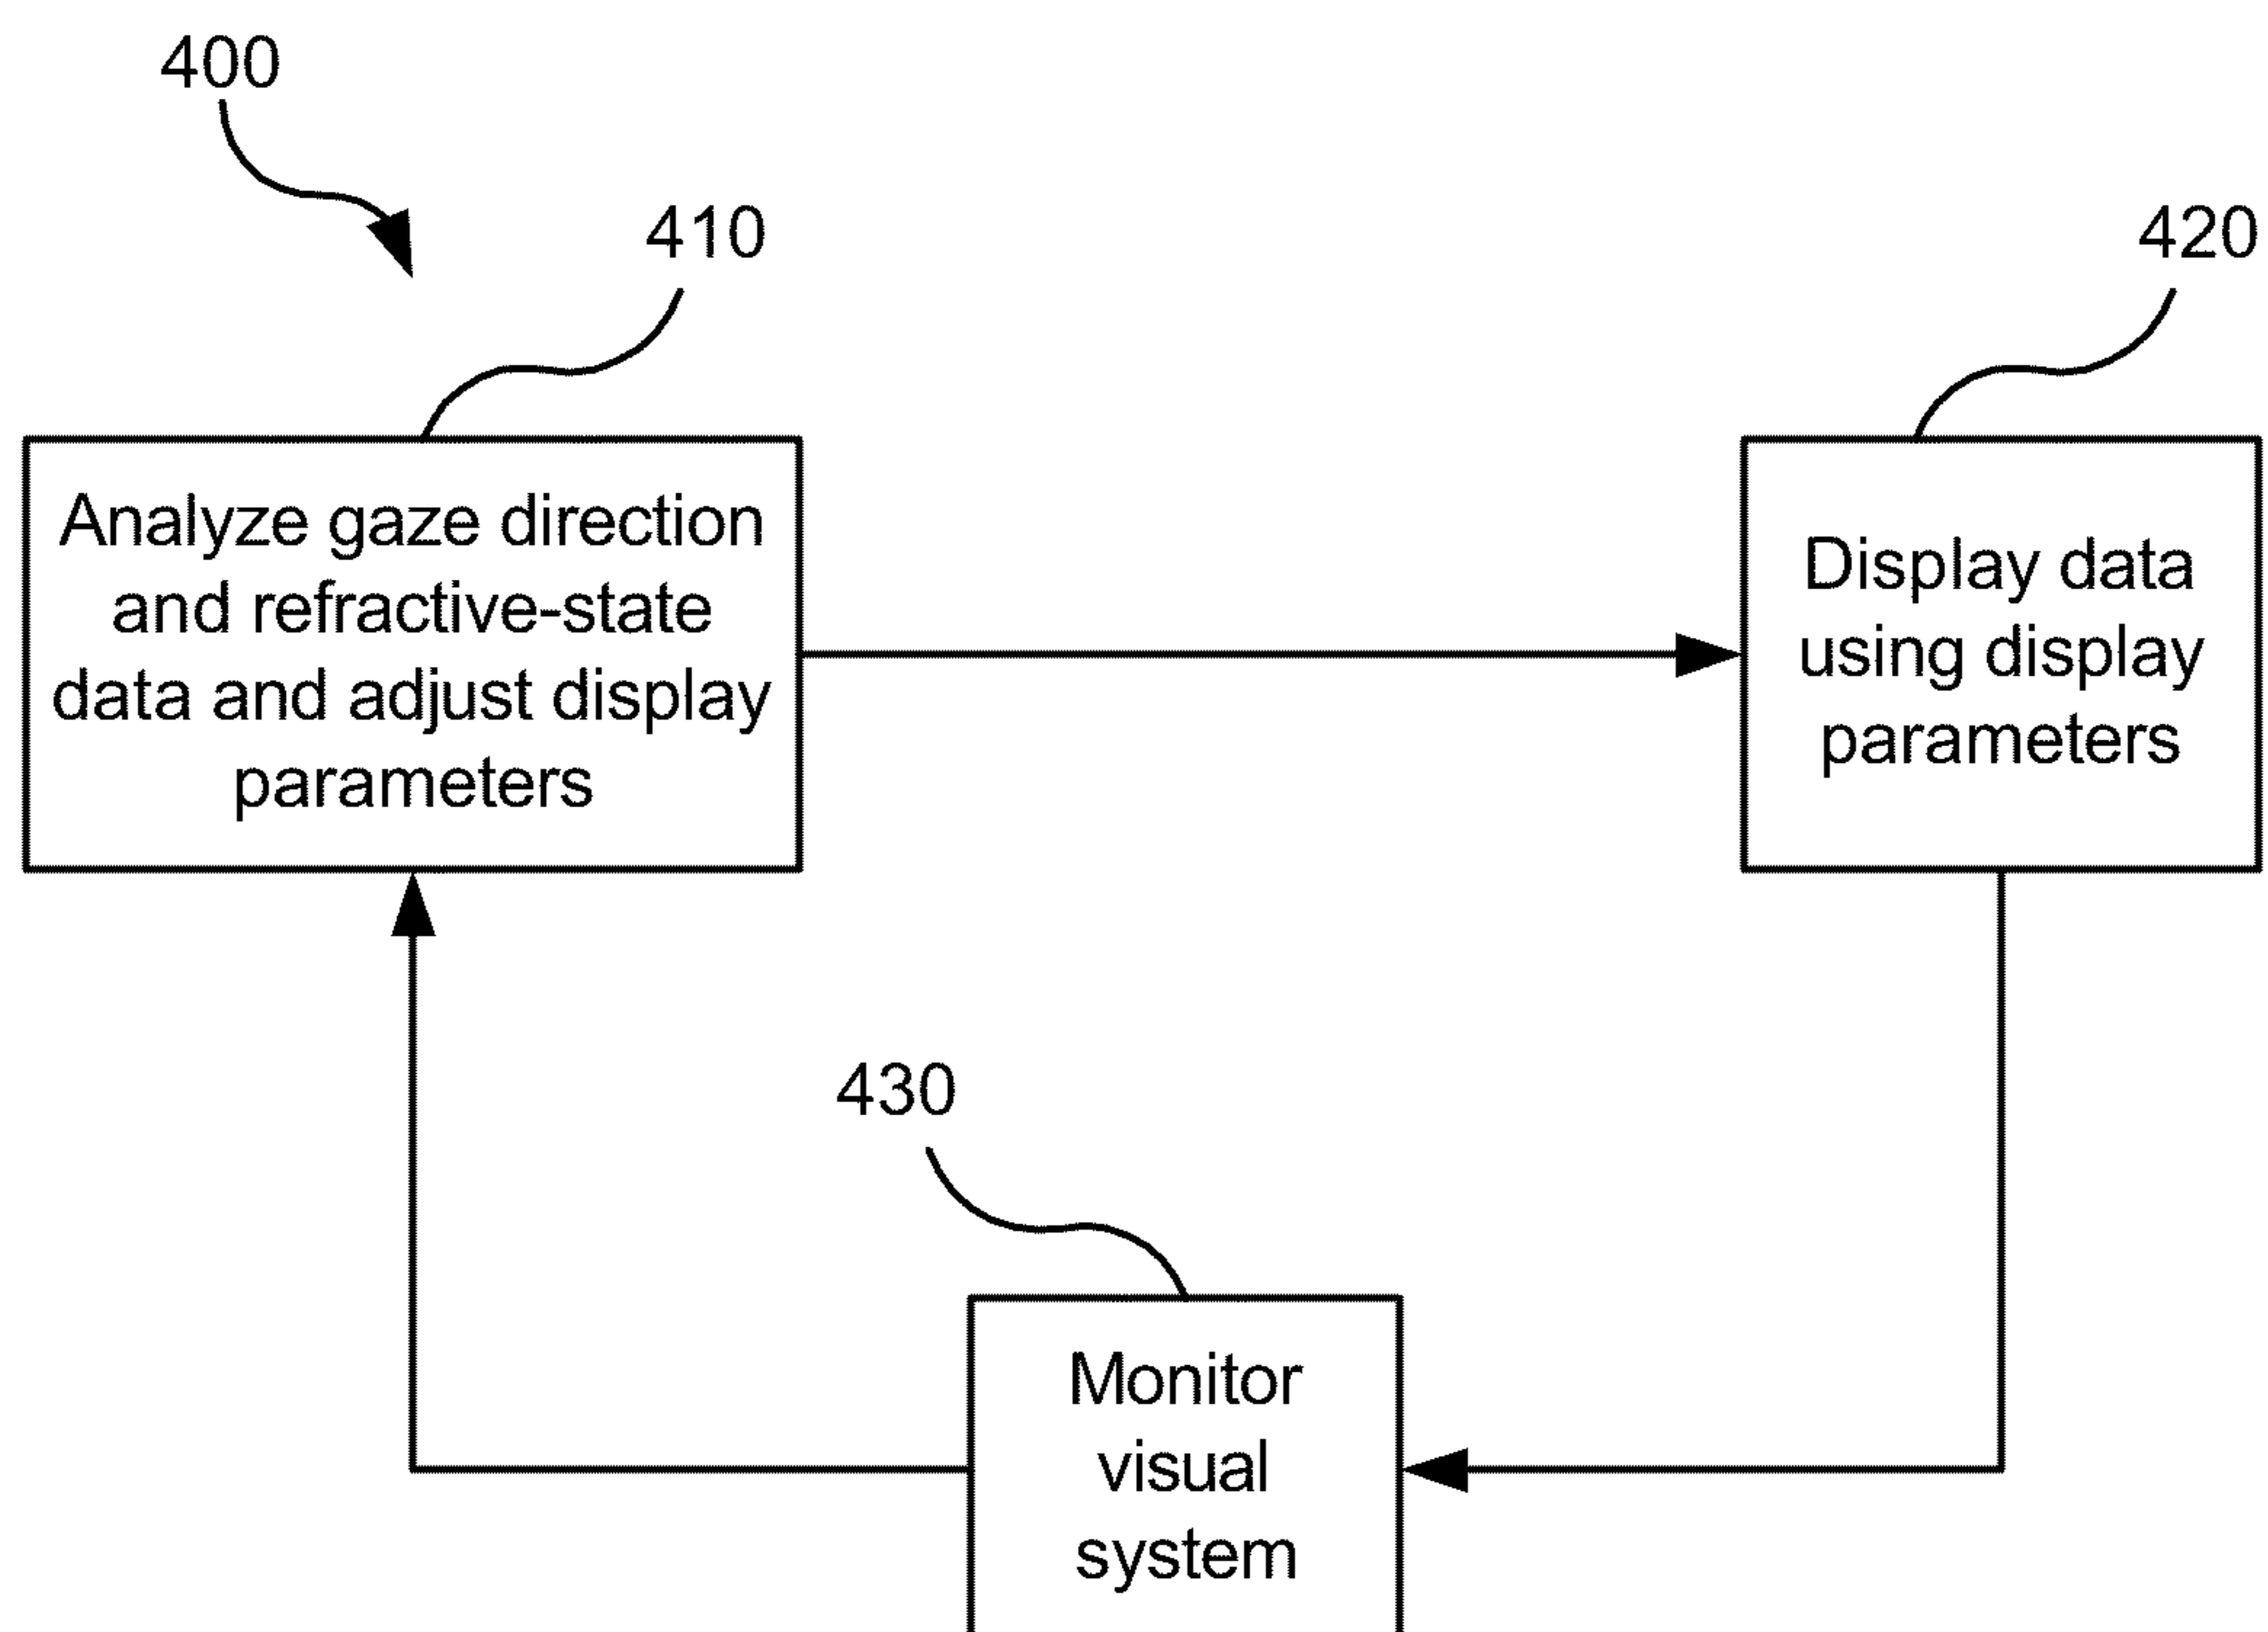 400
410
420
Analyze gaze direction
and refractive-state
data and adjust display
parameters
Display data
using display
parameters
430
Monitor
visual
system